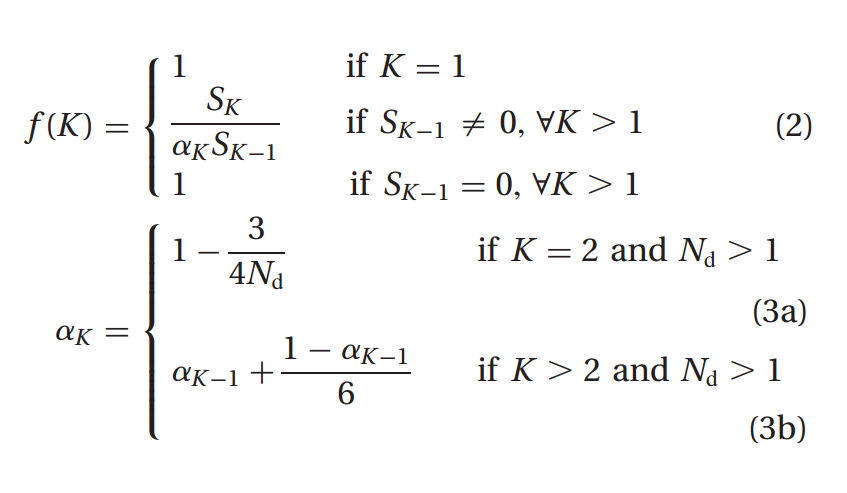 f(K) = { 1 if K = 1
S_K / α_K S_{K−1} if S_{K−1} ≠ 0, ∀K > 1 (2)
1 if S_{K−1} = 0, ∀K > 1
α_K = { 1 − 3 / 4N_d if K = 2 and N_d > 1
(3a)
α_{K−1} + (1 − α_{K−1}) / 6 if K > 2 and N_d > 1
(3b)